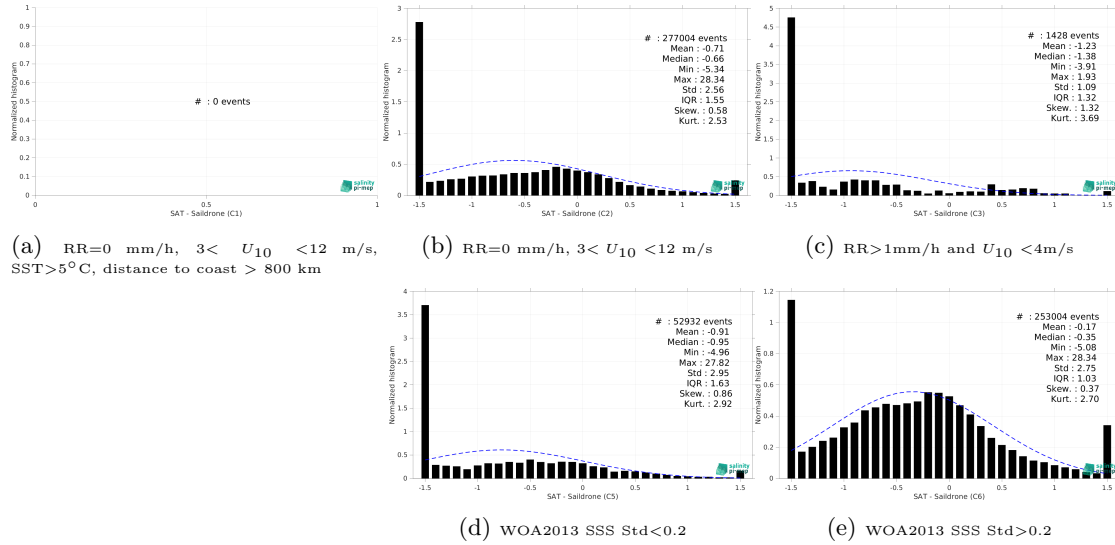 1
0.9
0.8
0.7
0.6
0.5
0.4
0.3
0.2
0.1
0
Normalized histogram
# : 0 events
0 0.5 1
SAT - Saildrone (C1)
salinity
pi-mep
(a) RR=0 mm/h, 3< U10 <12 m/s,
SST>5°C, distance to coast > 800 km
3
2.5
2
1.5
1
0.5
0
Normalized histogram
# : 277004 events
Mean : -0.71
Median : -0.66
Min : -5.34
Max : 28.34
Std : 2.56
IQR : 1.55
Skew. : 0.58
Kurt. : 2.53
-1.5 -1 -0.5 0 0.5 1 1.5
SAT - Saildrone (C2)
salinity
pi-mep
(b) RR=0 mm/h, 3< U10 <12 m/s
5
4.5
4
3.5
3
2.5
2
1.5
1
0.5
0
Normalized histogram
# : 1428 events
Mean : -1.23
Median : -1.38
Min : -3.91
Max : 1.93
Std : 1.09
IQR : 1.32
Skew. : 1.32
Kurt. : 3.69
-1.5 -1 -0.5 0 0.5 1 1.5
SAT - Saildrone (C3)
salinity
pi-mep
(c) RR>1mm/h and U10 <4m/s
4
3.5
3
2.5
2
1.5
1
0.5
0
Normalized histogram
# : 52932 events
Mean : -0.91
Median : -0.95
Min : -4.96
Max : 27.82
Std : 2.95
IQR : 1.63
Skew. : 0.86
Kurt. : 2.92
-1.5 -1 -0.5 0 0.5 1 1.5
SAT - Saildrone (C5)
salinity
pi-mep
(d) WOA2013 SSS Std<0.2
1.2
1
0.8
0.6
0.4
0.2
0
Normalized histogram
# : 253004 events
Mean : -0.17
Median : -0.35
Min : -5.08
Max : 28.34
Std : 2.75
IQR : 1.03
Skew. : 0.37
Kurt. : 2.70
-1.5 -1 -0.5 0 0.5 1 1.5
SAT - Saildrone (C6)
salinity
pi-mep
(e) WOA2013 SSS Std>0.2